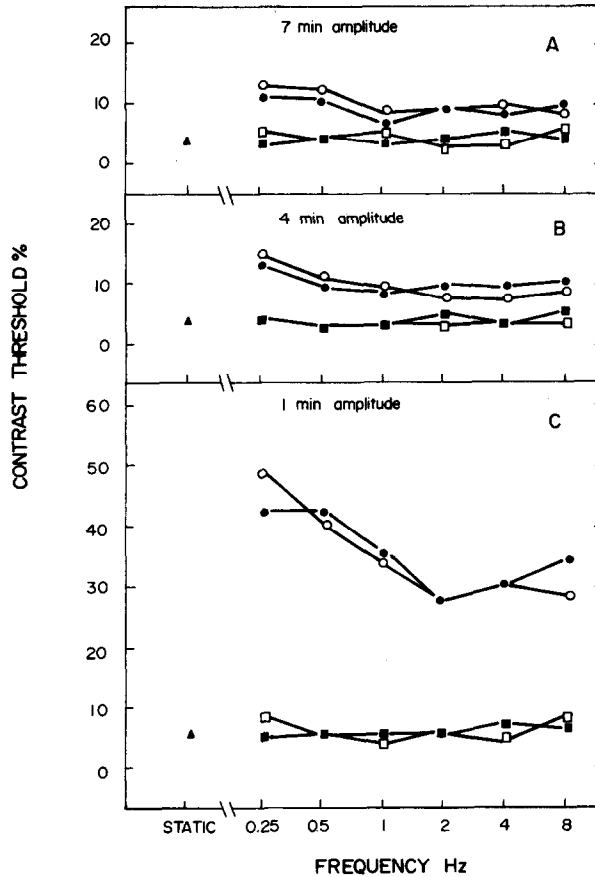 7 min amplitude
A
20
10
0
4 min amplitude
B
20
10
0
1 min amplitude
C
60
50
40
30
20
10
0
CONTRAST THRESHOLD %
STATIC 0.25 0.5 1 2 4 8
FREQUENCY Hz